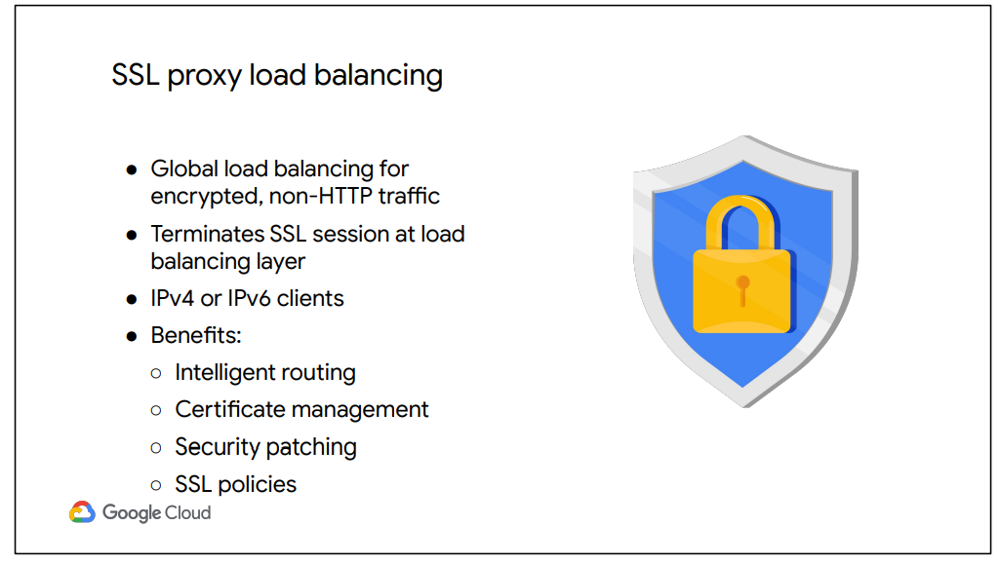 SSL proxy load balancing
● Global load balancing for
encrypted, non-HTTP traffic
● Terminates SSL session at load
balancing layer
● IPv4 or IPv6 clients
● Benefits:
○ Intelligent routing
○ Certificate management
○ Security patching
○ SSL policies
Google Cloud